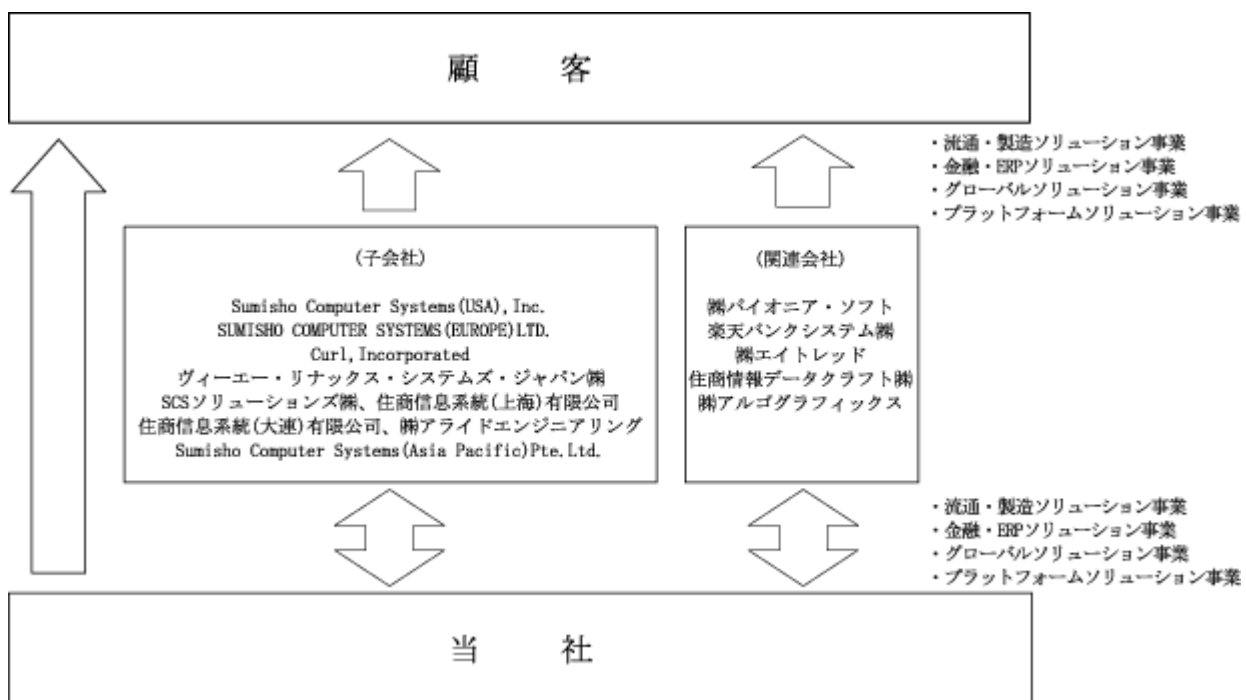 顧 客
・流通・製造ソリューション事業
・金融・ERPソリューション事業
・グローバルソリューション事業
・プラットフォームソリューション事業
(子会社)
Sumisho Computer Systems(USA),Inc.
SUMISHO COMPUTER SYSTEMS(EUROPE)LTD.
Curl,Incorporated
ヴィーエー・リナックス・システムズ・ジャパン㈱
SCSソリューションズ㈱、住商信息系統(上海)有限公司
住商信息系統(大連)有限公司、㈱アライドエンジニアリング
Sumisho Computer Systems(Asia Pacific)Pte.Ltd.
(関連会社)
㈱パイオニア・ソフト
楽天バンクシステム㈱
㈱エイトレッド
住商情報データクラフト㈱
㈱アルゴグラフィックス
・流通・製造ソリューション事業
・金融・ERPソリューション事業
・グローバルソリューション事業
・プラットフォームソリューション事業
当 社